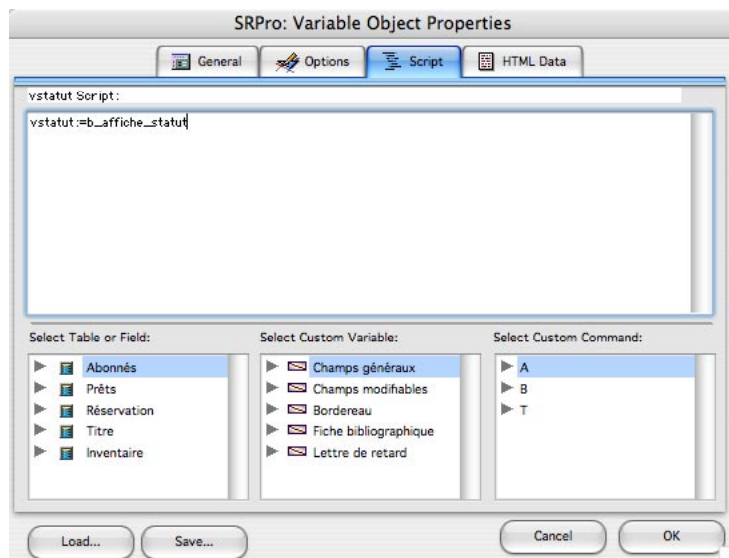 SRPro: Variable Object Properties
General Options Script HTML Data
vstatut Script:
vstatut:=b_affiche_statut
Select Table or Field: Select Custom Variable: Select Custom Command:
Abonnés Champs généraux A
Prêts Champs modifiables B
Réservation Bordereau T
Titre Fiche bibliographique
Inventaire Lettre de retard
Load... Save... Cancel OK